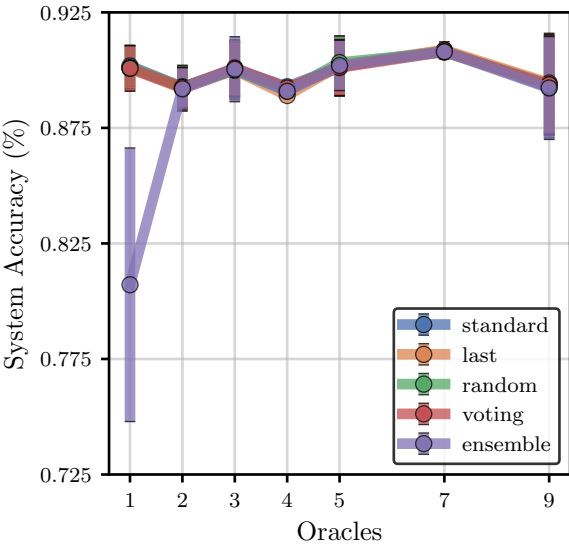 System Accuracy (%)
0.925
0.875
0.825
0.775
0.725
standard
last
random
voting
ensemble
1 2 3 4 5 7 9
Oracles